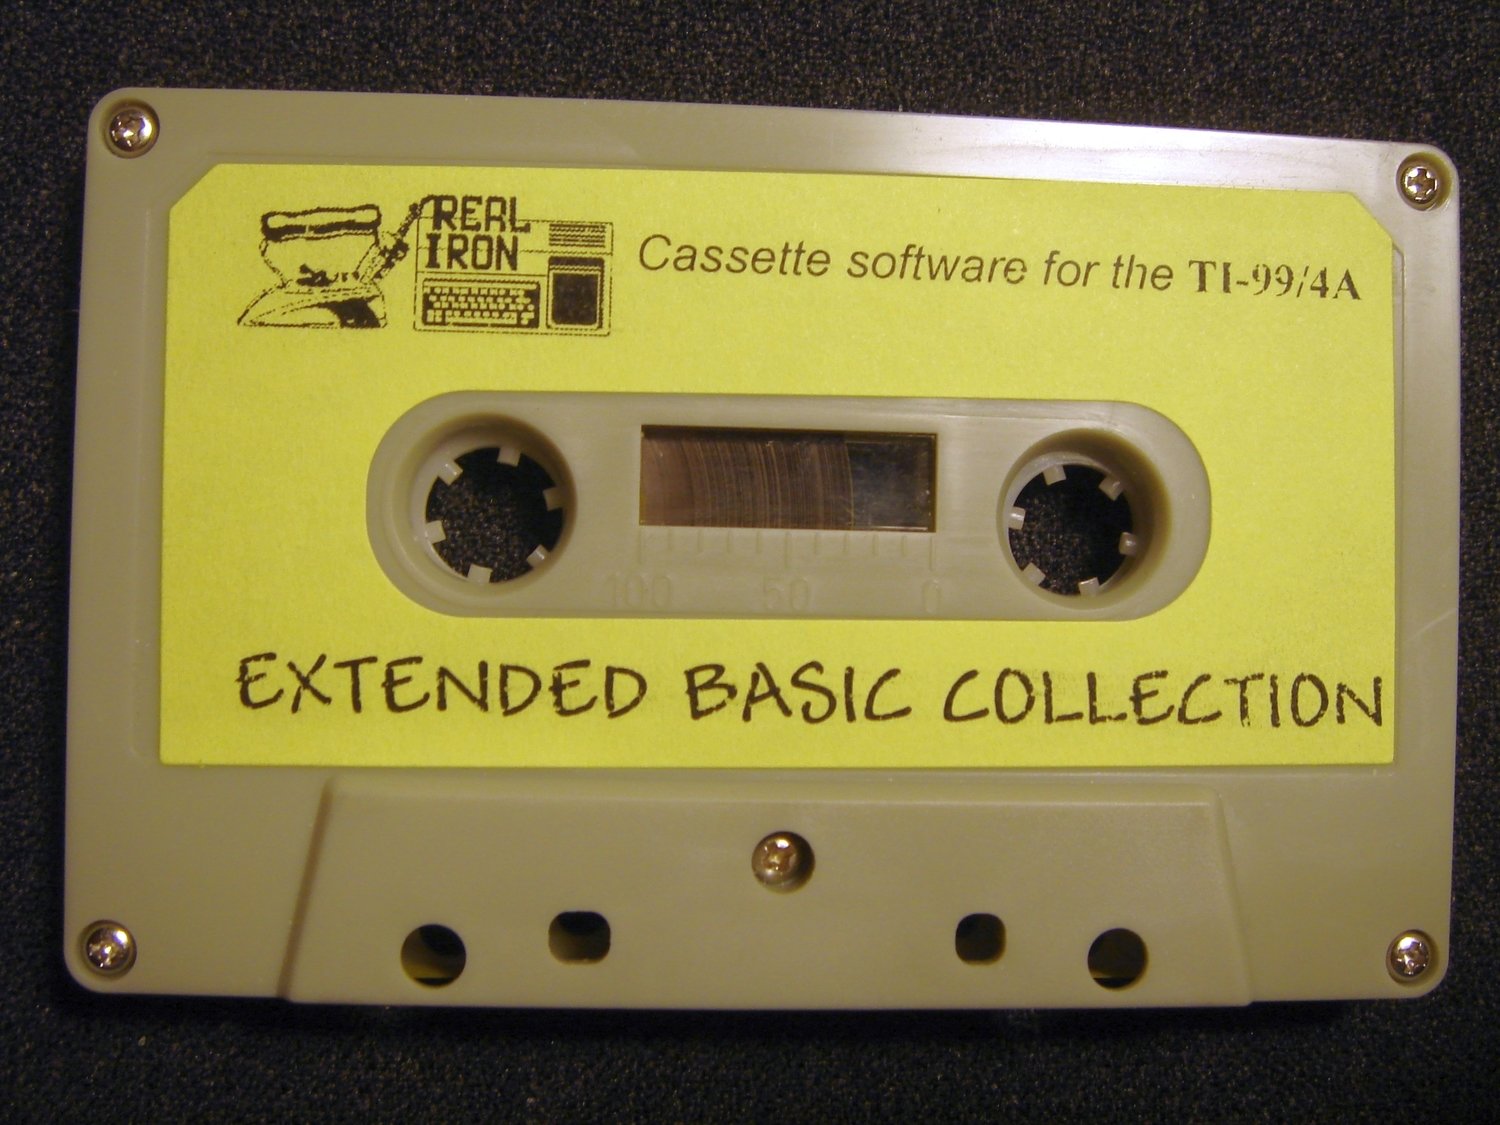 REAL
IRON
Cassette software for the TI-99/4A
100 50 0
EXTENDED BASIC COLLECTION